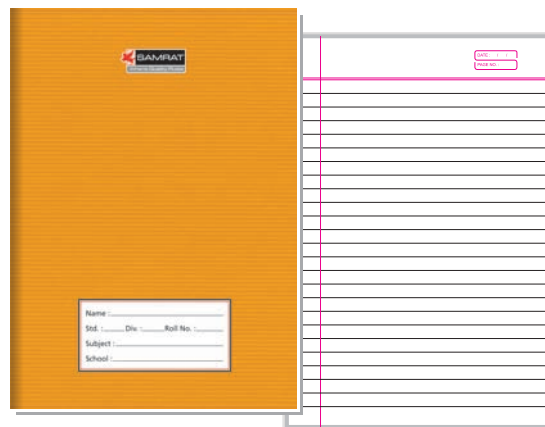 SAMRAT
Name :
Std. : Div. : Roll No. :
Subject :
School :
DATE : / /
PAGE NO. :